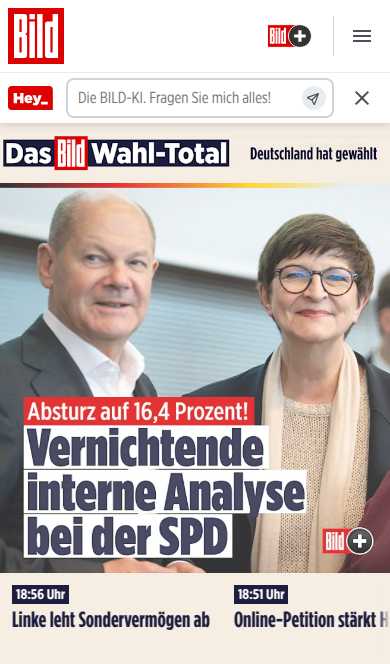 Bild
Bild+
Hey_
Die BILD-KI. Fragen Sie mich alles!
Das Bild Wahl-Total
Deutschland hat gewählt
Absturz auf 16,4 Prozent!
Vernichtende
interne Analyse
bei der SPD
Bild+
18:56 Uhr
Linke leht Sondervermögen ab
18:51 Uhr
Online-Petition stärkt H